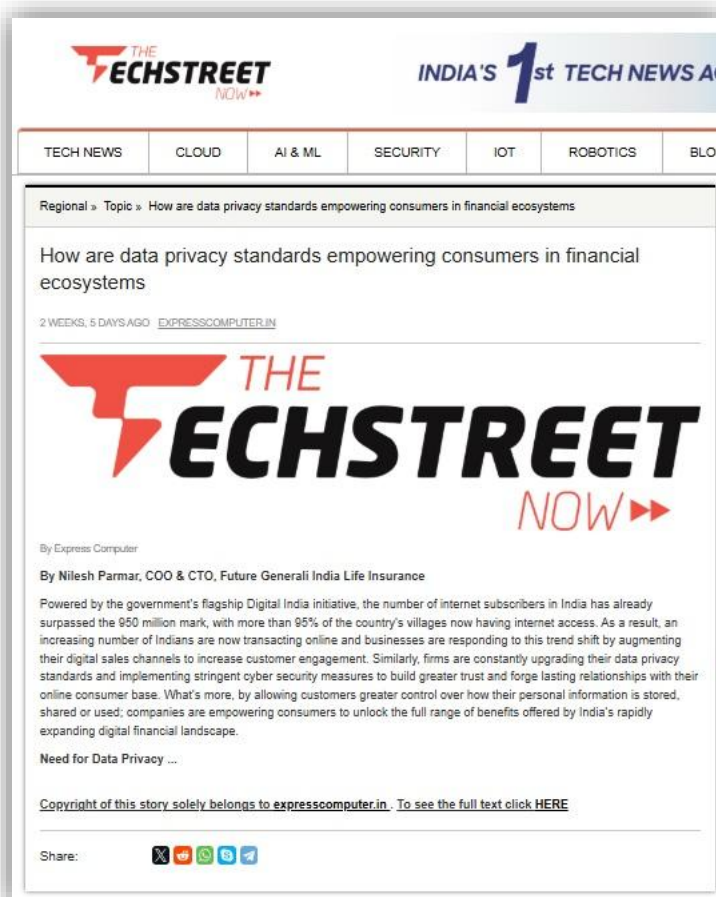 THE
TECHSTREET
NOW
INDIA'S 1st TECH NEWS
TECH NEWS CLOUD AI & ML SECURITY IOT ROBOTICS
Regional » Topic » How are data privacy standards empowering consumers in financial ecosystems
How are data privacy standards empowering consumers in financial
ecosystems
2 WEEKS, 5 DAYS AGO EXPRESSCOMPUTER.IN
THE
TECHSTREET
NOW
By Express Computer
By Nilesh Parmar, COO & CTO, Future Generali India Life Insurance
Powered by the government's flagship Digital India initiative, the number of internet subscribers in India has already
surpassed the 950 million mark, with more than 95% of the country's villages now having internet access. As a result, an
increasing number of Indians are now transacting online and businesses are responding to this trend shift by augmenting
their digital sales channels to increase customer engagement. Similarly, firms are constantly upgrading their data privacy
standards and implementing stringent cyber security measures to build greater trust and forge lasting relationships with their
online consumer base. What's more, by allowing customers greater control over how their personal information is stored,
shared or used; companies are empowering consumers to unlock the full range of benefits offered by India's rapidly
expanding digital financial landscape.
Need for Data Privacy ...
Copyright of this story solely belongs to expresscomputer.in . To see the full text click HERE
Share: